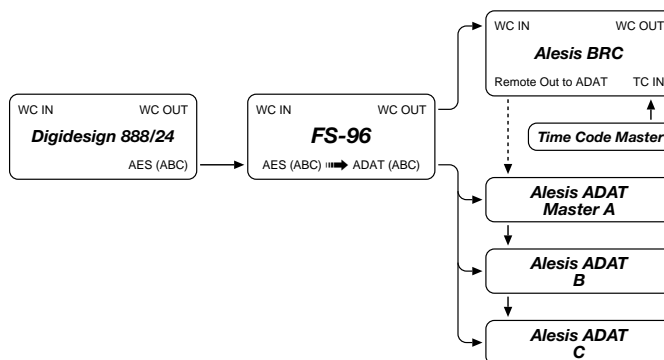 WC IN WC OUT
Alesis BRC
Remote Out to ADAT TC IN
WC IN WC OUT
Digidesign 888/24
AES (ABC)
WC IN WC OUT
FS-96
AES (ABC) ADAT (ABC)
Time Code Master
Alesis ADAT
Master A
Alesis ADAT
B
Alesis ADAT
C